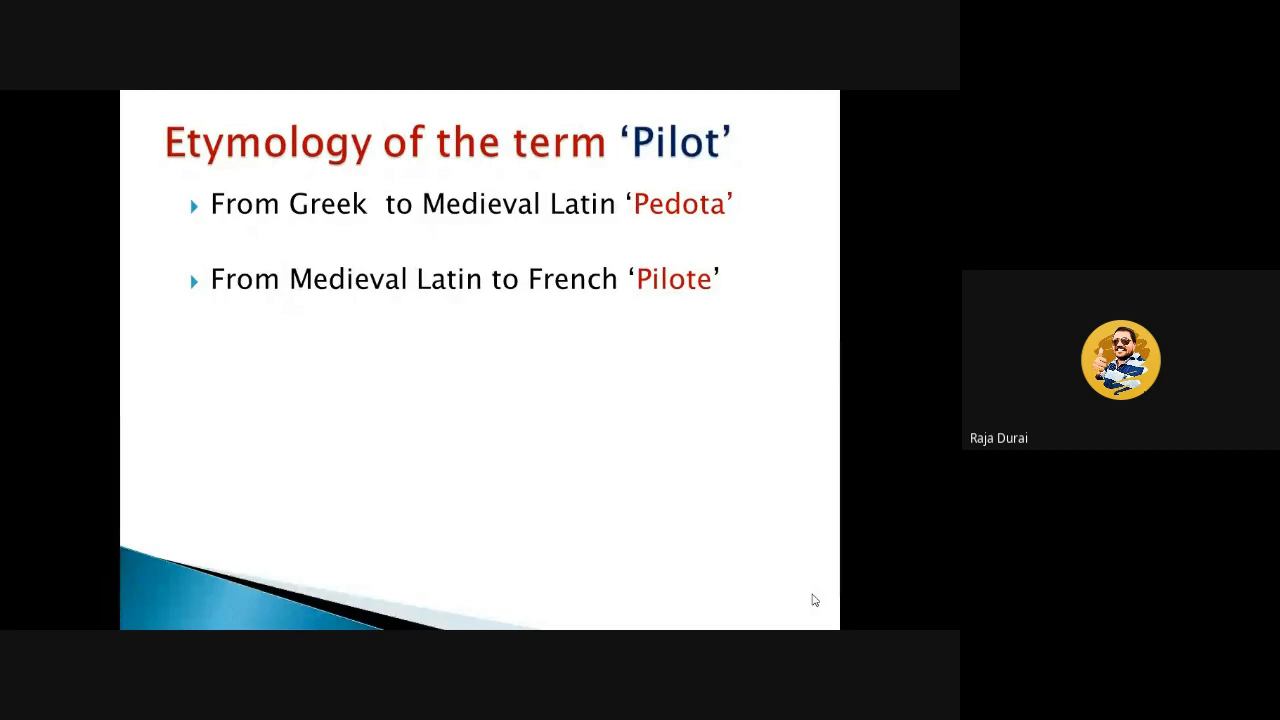 Etymology of the term ‘Pilot’
From Greek to Medieval Latin ‘Pedota’
From Medieval Latin to French ‘Pilote’
Raja Durai